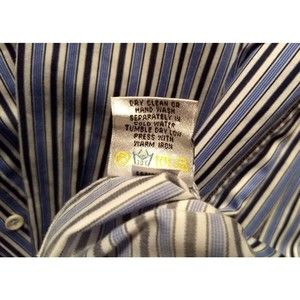 DRY CLEAN OR
HAND WASH
SEPARATELY IN
COLD WATER
TUMBLE DRY LOW
PRESS WITH
WARM IRON